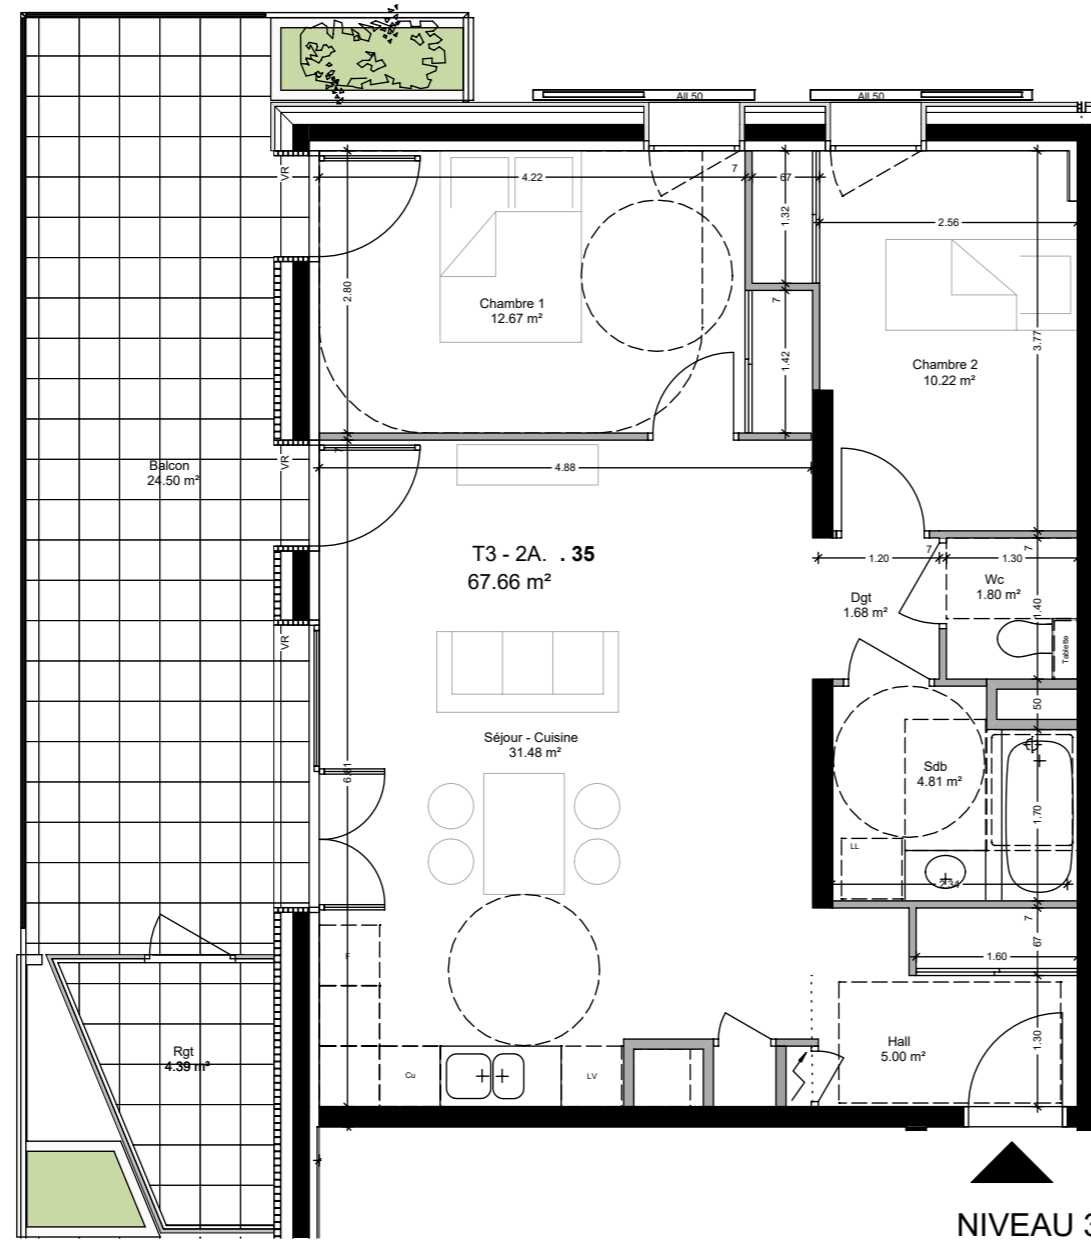 All 50
All 50
VR
4.22
7
67
1.32
2.56
2.80
Chambre 1
12.67 m²
7
1.42
3.77
Chambre 2
10.22 m²
Balcon
24.50 m²
VR
7
4.88
T3 - 2A. . 35
67.66 m²
1.20
7
1.30
7
Wc
1.80 m²
Dgt
1.68 m²
1.40
Tablette
VR
50
Séjour - Cuisine
31.48 m²
6.61
Sdb
4.81 m²
1.70
LL
2.34
7
67
1.60
F
Rgt
4.39 m²
Hall
5.00 m²
1.30
Cu
LV
NIVEAU 3